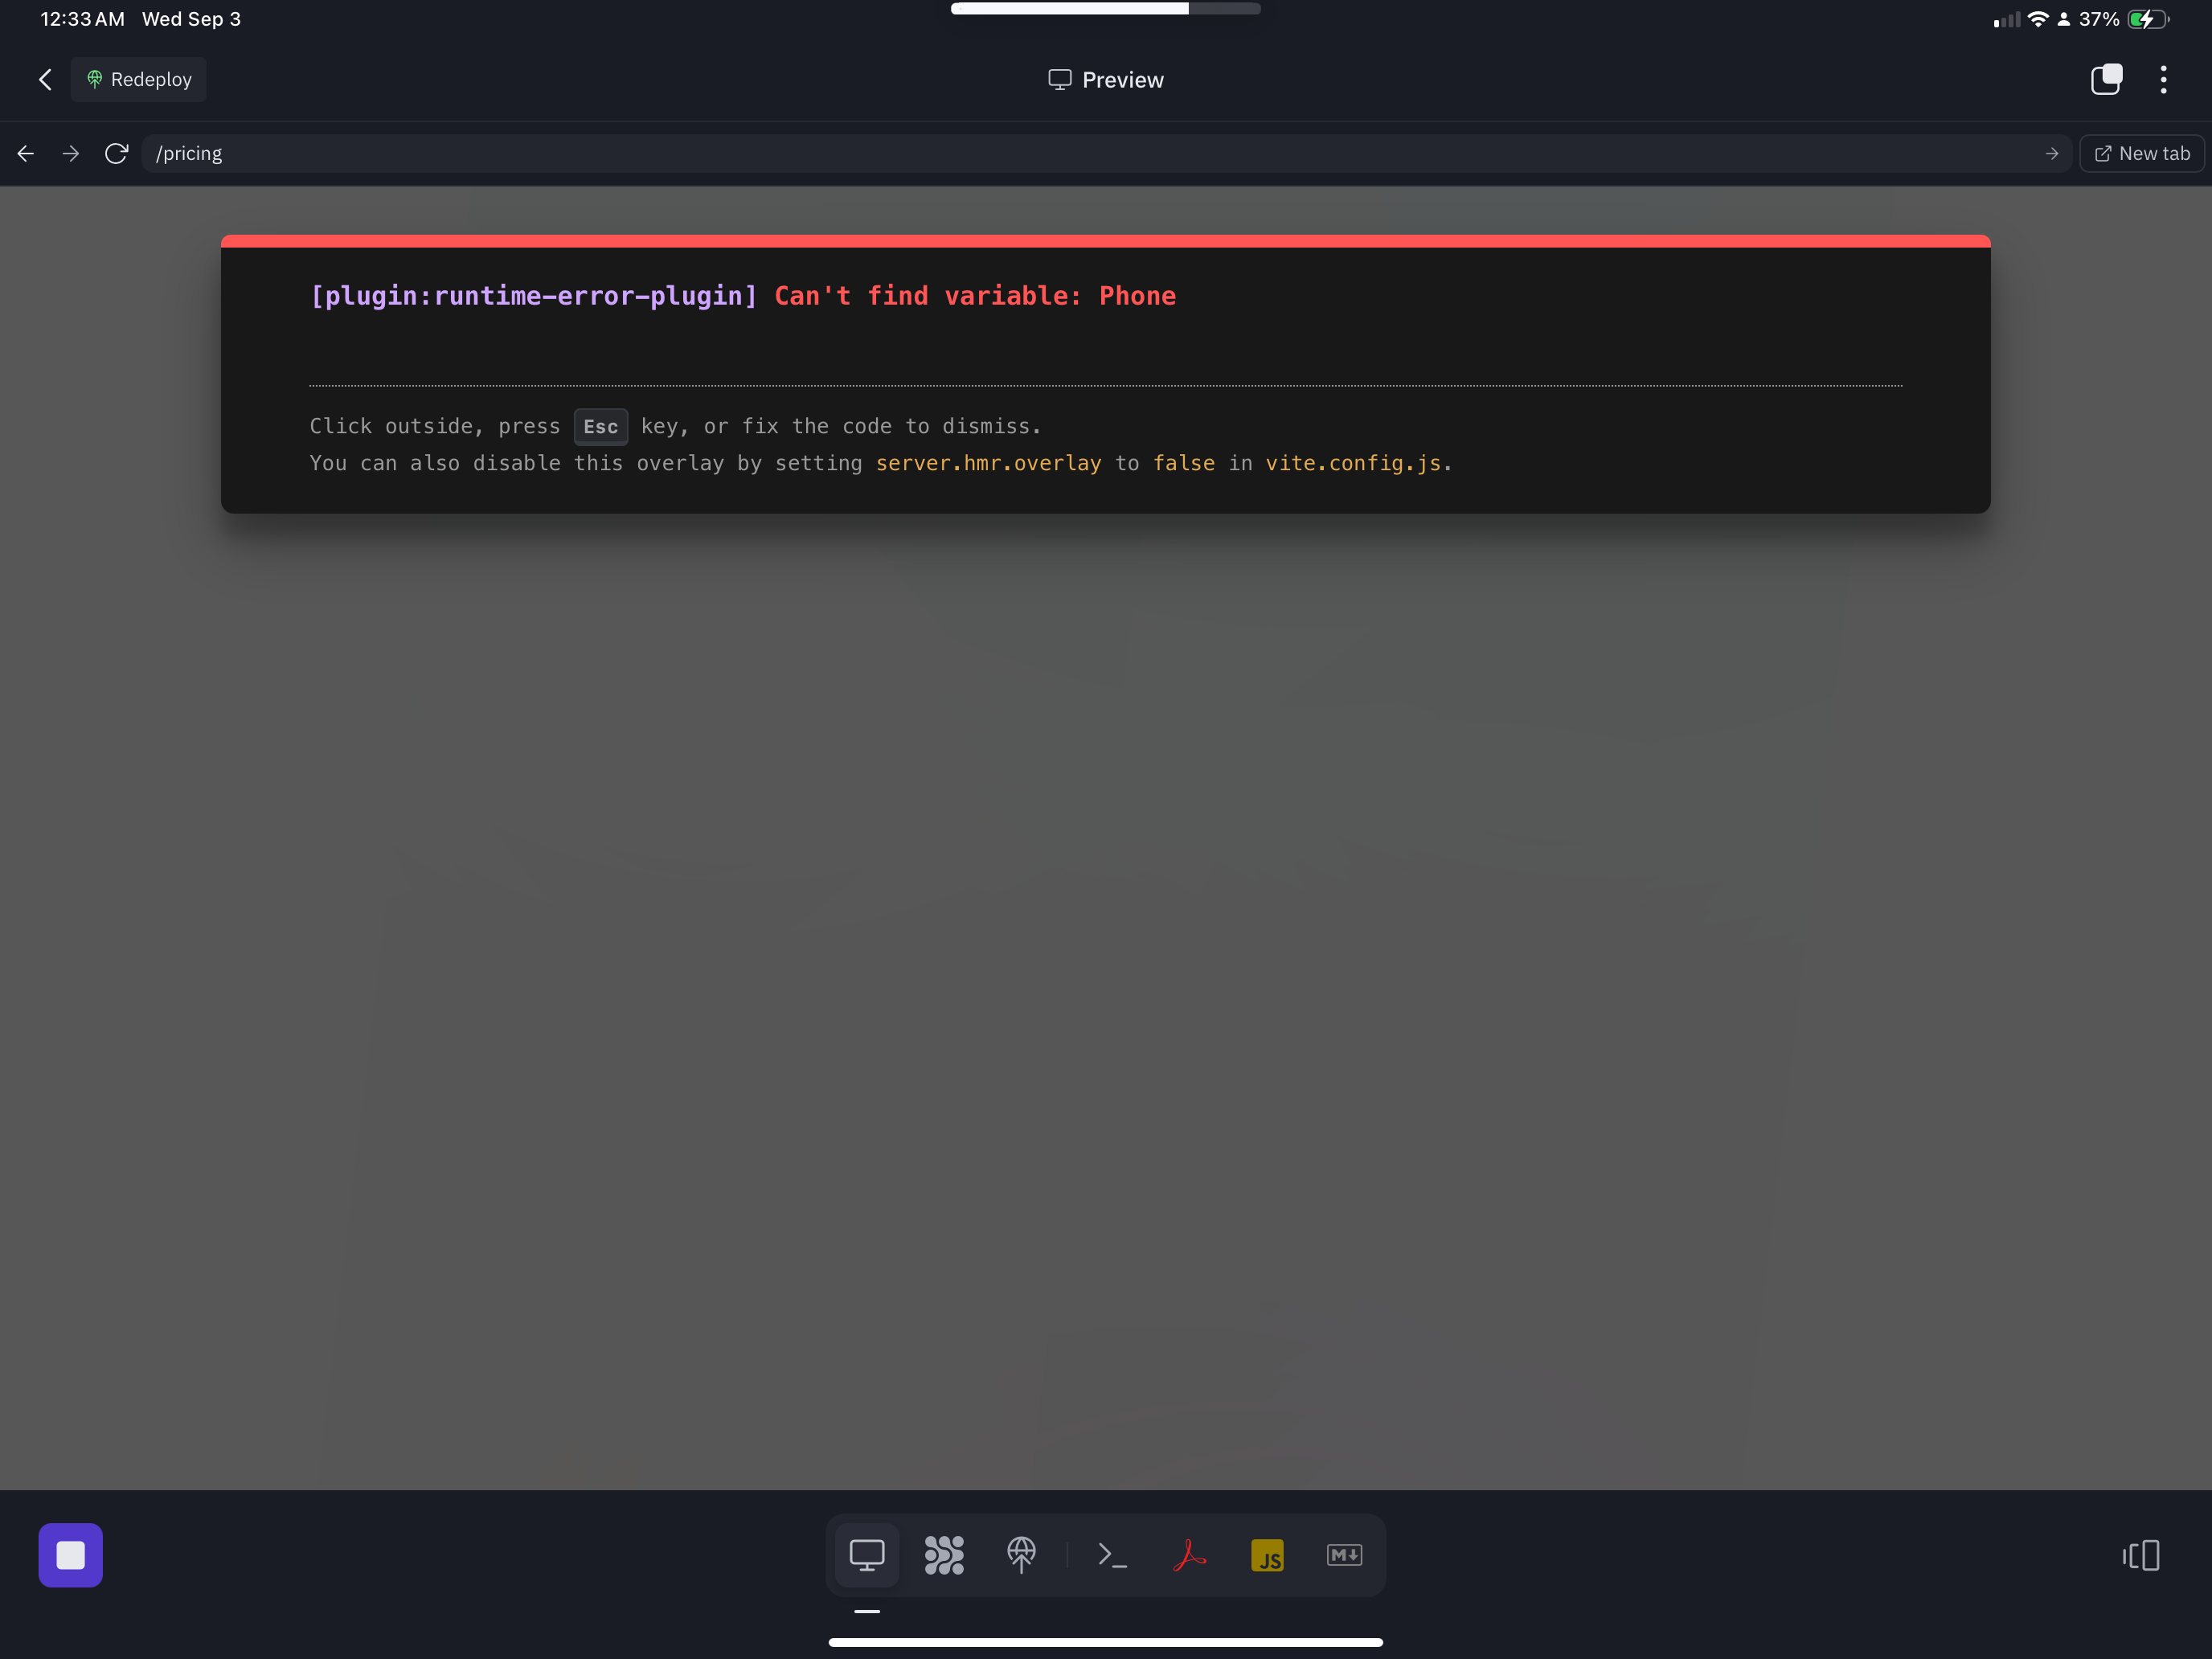 12:33 AM Wed Sep 3
37%
Redeploy
Preview
/pricing
New tab
[plugin:runtime-error-plugin] Can't find variable: Phone
Click outside, press Esc key, or fix the code to dismiss.
You can also disable this overlay by setting server.hmr.overlay to false in vite.config.js.
JS
M